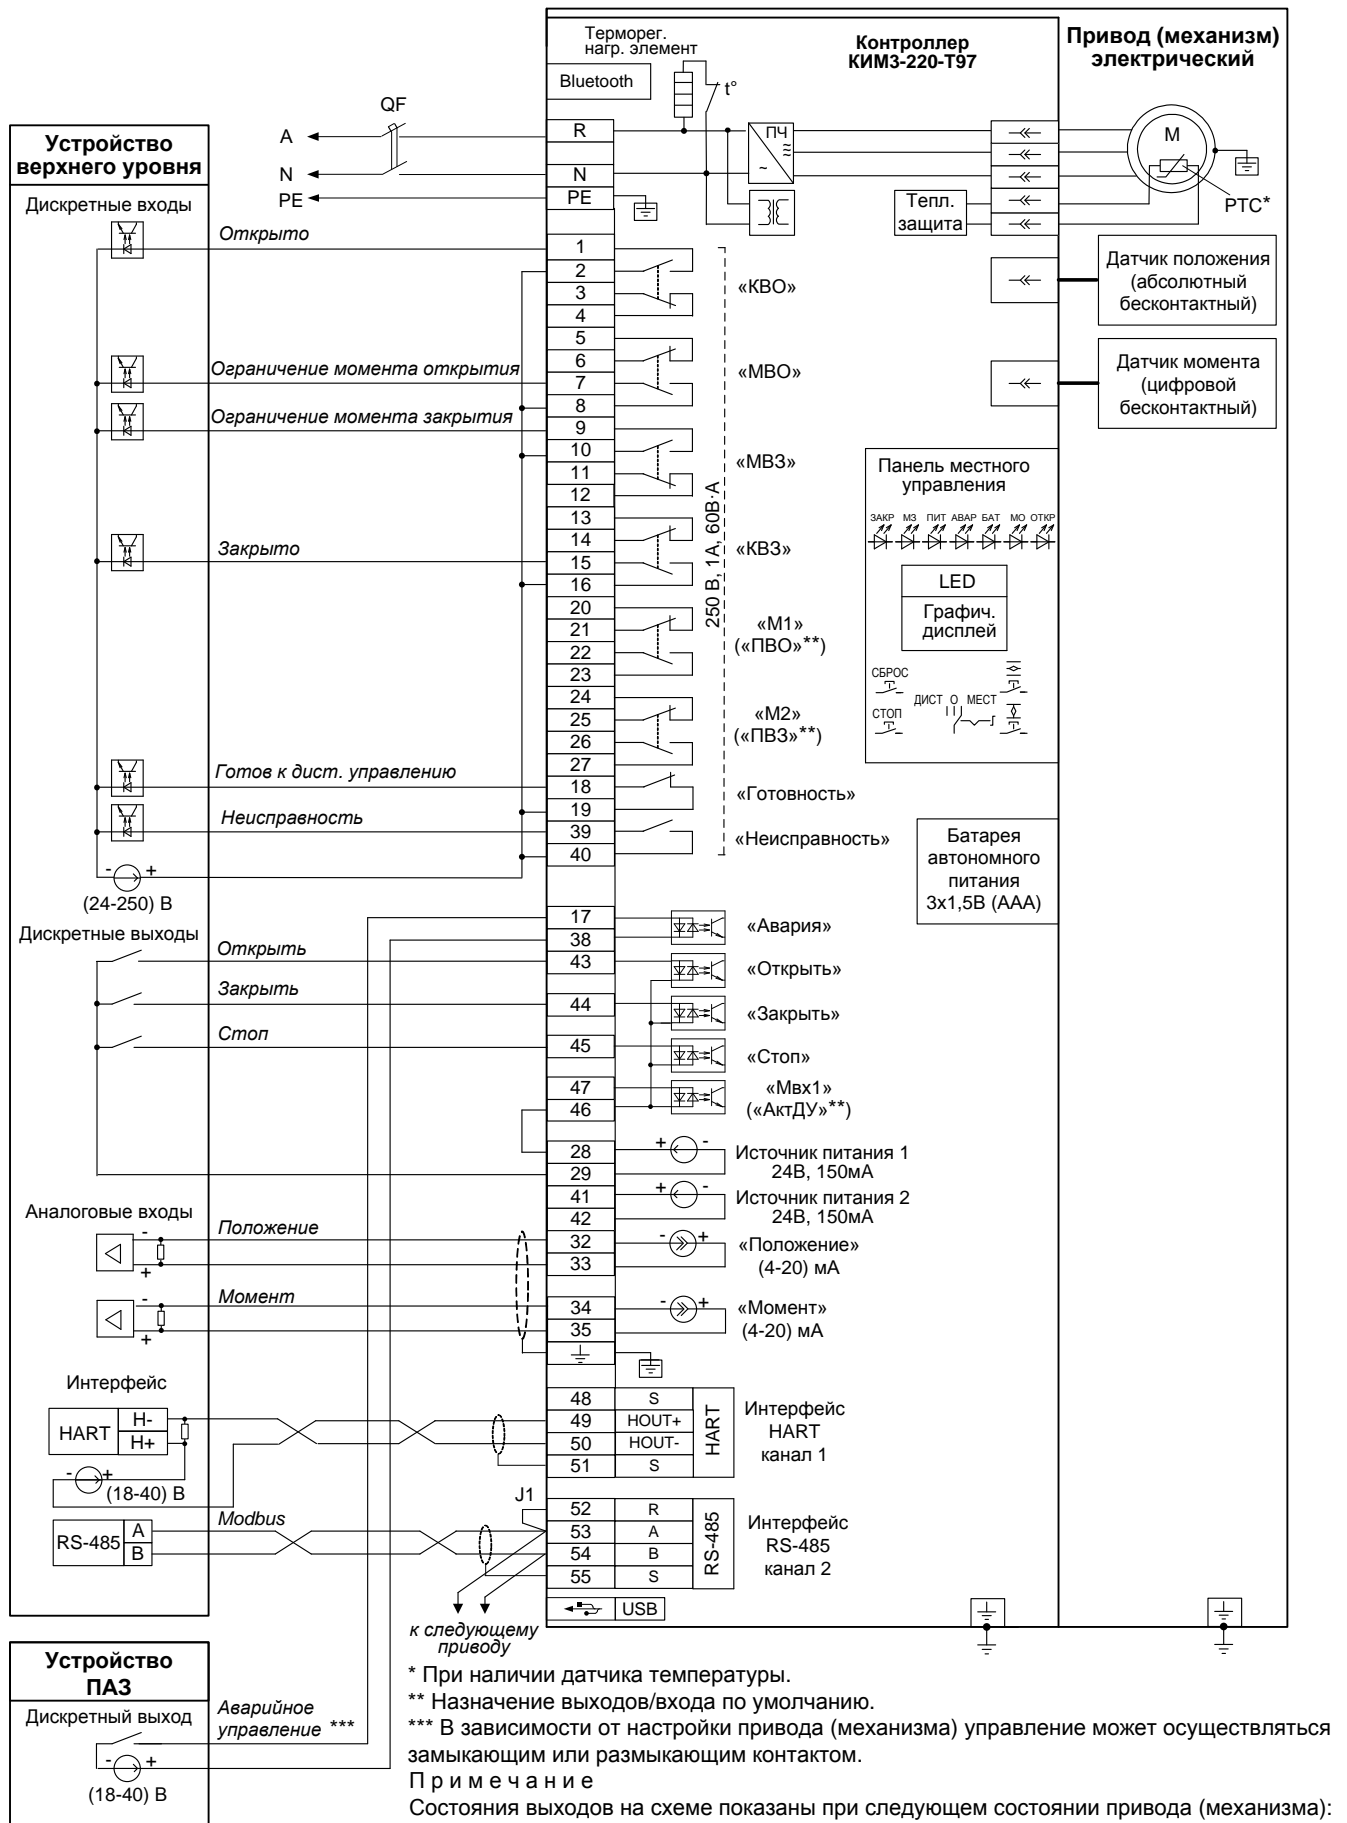 Терморег.
нагр. элемент
Контроллер
КИМ3-220-Т97
Привод (механизм)
электрический
Bluetooth
t°
QF
Устройство
верхнего уровня
A
R
ПЧ
M
N
N
PE
PE
Тепл.
защита
PTC*
Дискретные входы
Открыто
1
2
3
4
«КВО»
Датчик положения
(абсолютный
бесконтактный)
Ограничение момента открытия
5
6
7
8
«МВО»
Датчик момента
(цифровой
бесконтактный)
Ограничение момента закрытия
9
10
11
12
«МВЗ»
250 В, 1А, 60В·А
Панель местного
управления
ЗАКР МЗ ПИТ АВАР БАТ МО ОТКР
Закрыто
13
14
15
16
«КВЗ»
LED
Графич.
дисплей
20
21
22
23
«М1»
(«ПВО»**)
СБРОС
ДИСТ О МЕСТ
СТОП
24
25
26
27
«М2»
(«ПВЗ»**)
Готов к дист. управлению
18
19
«Готовность»
Неисправность
39
40
«Неисправность»
Батарея
автономного
питания
3x1,5В (ААА)
- +
(24-250) В
Дискретные выходы
17
38
«Авария»
Открыть
43
«Открыть»
Закрыть
44
«Закрыть»
Стоп
45
«Стоп»
47
46
«Мвх1»
(«АктДУ»**)
28
29
+ -
Источник питания 1
24В, 150мА
41
42
+ -
Источник питания 2
24В, 150мА
Аналоговые входы
-
+
Положение
32
33
- +
«Положение»
(4-20) мА
-
+
Момент
34
35
- +
«Момент»
(4-20) мА
Интерфейс
HART
H-
H+
- +
(18-40) В
48 S
49 HOUT+
50 HOUT-
51 S
HART
Интерфейс
HART
канал 1
J1
RS-485
A
B
Modbus
52 R
53 A
54 B
55 S
RS-485
Интерфейс
RS-485
канал 2
USB
к следующему
приводу
Устройство
ПАЗ
Дискретный выход
Аварийное
управление ***
- +
(18-40) В
* При наличии датчика температуры.
** Назначение выходов/входа по умолчанию.
*** В зависимости от настройки привода (механизма) управление может осуществляться
замыкающим или размыкающим контактом.
П р и м е ч а н и е
Состояния выходов на схеме показаны при следующем состоянии привода (механизма):